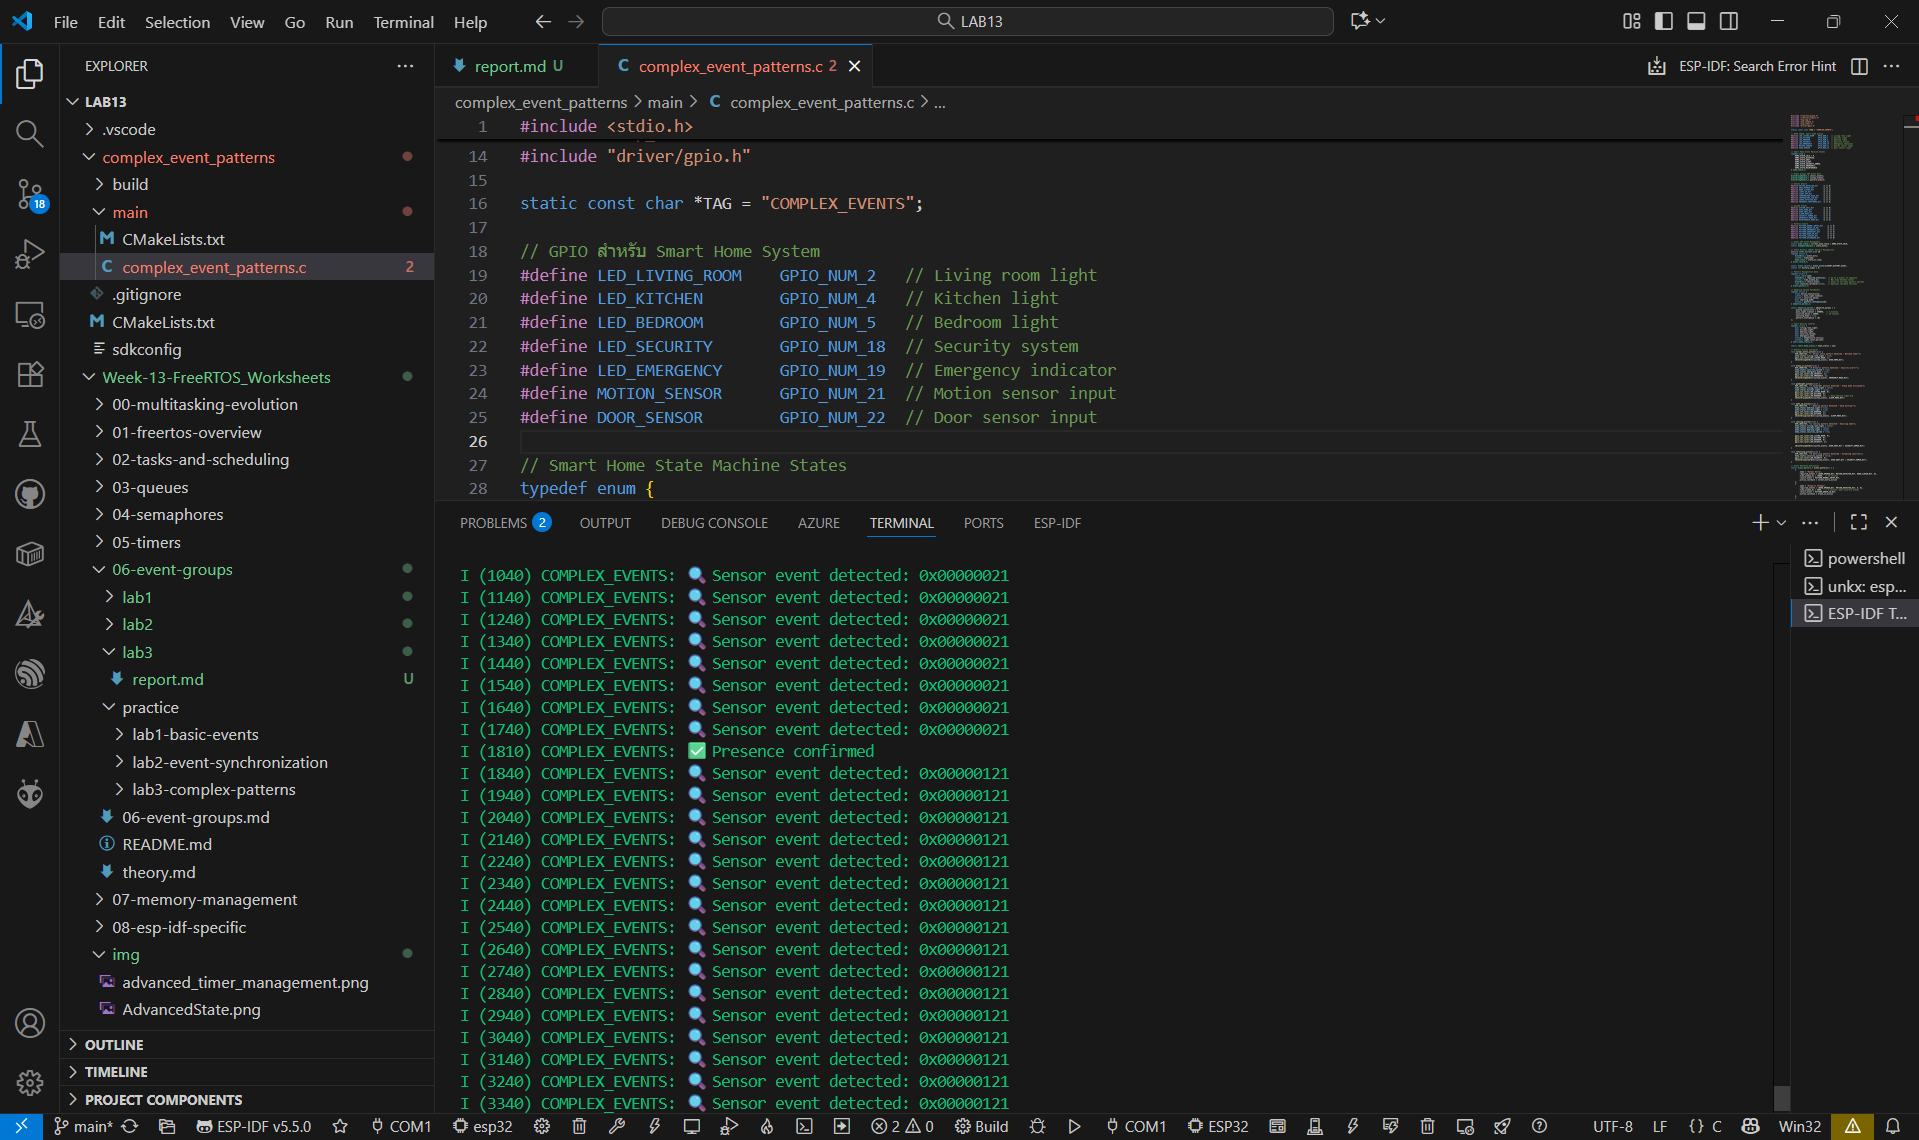 File Edit Selection View Go Run Terminal Help
LAB13
EXPLORER
LAB13
.vscode
complex_event_patterns
build
main
CMakeLists.txt
complex_event_patterns.c 2
.gitignore
CMakeLists.txt
sdkconfig
Week-13-FreeRTOS_Worksheets
00-multitasking-evolution
01-freertos-overview
02-tasks-and-scheduling
03-queues
04-semaphores
05-timers
06-event-groups
lab1
lab2
lab3
report.md U
practice
lab1-basic-events
lab2-event-synchronization
lab3-complex-patterns
06-event-groups.md
README.md
theory.md
07-memory-management
08-esp-idf-specific
img
advanced_timer_management.png
AdvancedState.png
OUTLINE
TIMELINE
PROJECT COMPONENTS
18
report.md U
complex_event_patterns.c 2
ESP-IDF: Search Error Hint
complex_event_patterns > main > C complex_event_patterns.c > ...
1 #include <stdio.h>
14 #include "driver/gpio.h"
15
16 static const char *TAG = "COMPLEX_EVENTS";
17
18 // GPIO สำหรับ Smart Home System
19 #define LED_LIVING_ROOM GPIO_NUM_2 // Living room light
20 #define LED_KITCHEN GPIO_NUM_4 // Kitchen light
21 #define LED_BEDROOM GPIO_NUM_5 // Bedroom light
22 #define LED_SECURITY GPIO_NUM_18 // Security system
23 #define LED_EMERGENCY GPIO_NUM_19 // Emergency indicator
24 #define MOTION_SENSOR GPIO_NUM_21 // Motion sensor input
25 #define DOOR_SENSOR GPIO_NUM_22 // Door sensor input
26
27 // Smart Home State Machine States
28 typedef enum {
PROBLEMS 2 OUTPUT DEBUG CONSOLE AZURE TERMINAL PORTS ESP-IDF
I (1040) COMPLEX_EVENTS: 🔍 Sensor event detected: 0x00000021
I (1140) COMPLEX_EVENTS: 🔍 Sensor event detected: 0x00000021
I (1240) COMPLEX_EVENTS: 🔍 Sensor event detected: 0x00000021
I (1340) COMPLEX_EVENTS: 🔍 Sensor event detected: 0x00000021
I (1440) COMPLEX_EVENTS: 🔍 Sensor event detected: 0x00000021
I (1540) COMPLEX_EVENTS: 🔍 Sensor event detected: 0x00000021
I (1640) COMPLEX_EVENTS: 🔍 Sensor event detected: 0x00000021
I (1740) COMPLEX_EVENTS: 🔍 Sensor event detected: 0x00000021
I (1810) COMPLEX_EVENTS: ✅ Presence confirmed
I (1840) COMPLEX_EVENTS: 🔍 Sensor event detected: 0x00000121
I (1940) COMPLEX_EVENTS: 🔍 Sensor event detected: 0x00000121
I (2040) COMPLEX_EVENTS: 🔍 Sensor event detected: 0x00000121
I (2140) COMPLEX_EVENTS: 🔍 Sensor event detected: 0x00000121
I (2240) COMPLEX_EVENTS: 🔍 Sensor event detected: 0x00000121
I (2340) COMPLEX_EVENTS: 🔍 Sensor event detected: 0x00000121
I (2440) COMPLEX_EVENTS: 🔍 Sensor event detected: 0x00000121
I (2540) COMPLEX_EVENTS: 🔍 Sensor event detected: 0x00000121
I (2640) COMPLEX_EVENTS: 🔍 Sensor event detected: 0x00000121
I (2740) COMPLEX_EVENTS: 🔍 Sensor event detected: 0x00000121
I (2840) COMPLEX_EVENTS: 🔍 Sensor event detected: 0x00000121
I (2940) COMPLEX_EVENTS: 🔍 Sensor event detected: 0x00000121
I (3040) COMPLEX_EVENTS: 🔍 Sensor event detected: 0x00000121
I (3140) COMPLEX_EVENTS: 🔍 Sensor event detected: 0x00000121
I (3240) COMPLEX_EVENTS: 🔍 Sensor event detected: 0x00000121
I (3340) COMPLEX_EVENTS: 🔍 Sensor event detected: 0x00000121
powershell
unkx: esp...
ESP-IDF T...
main* ESP-IDF v5.5.0 COM1 esp32 2 0 Build COM1 ESP32 UTF-8 LF {} C Win32